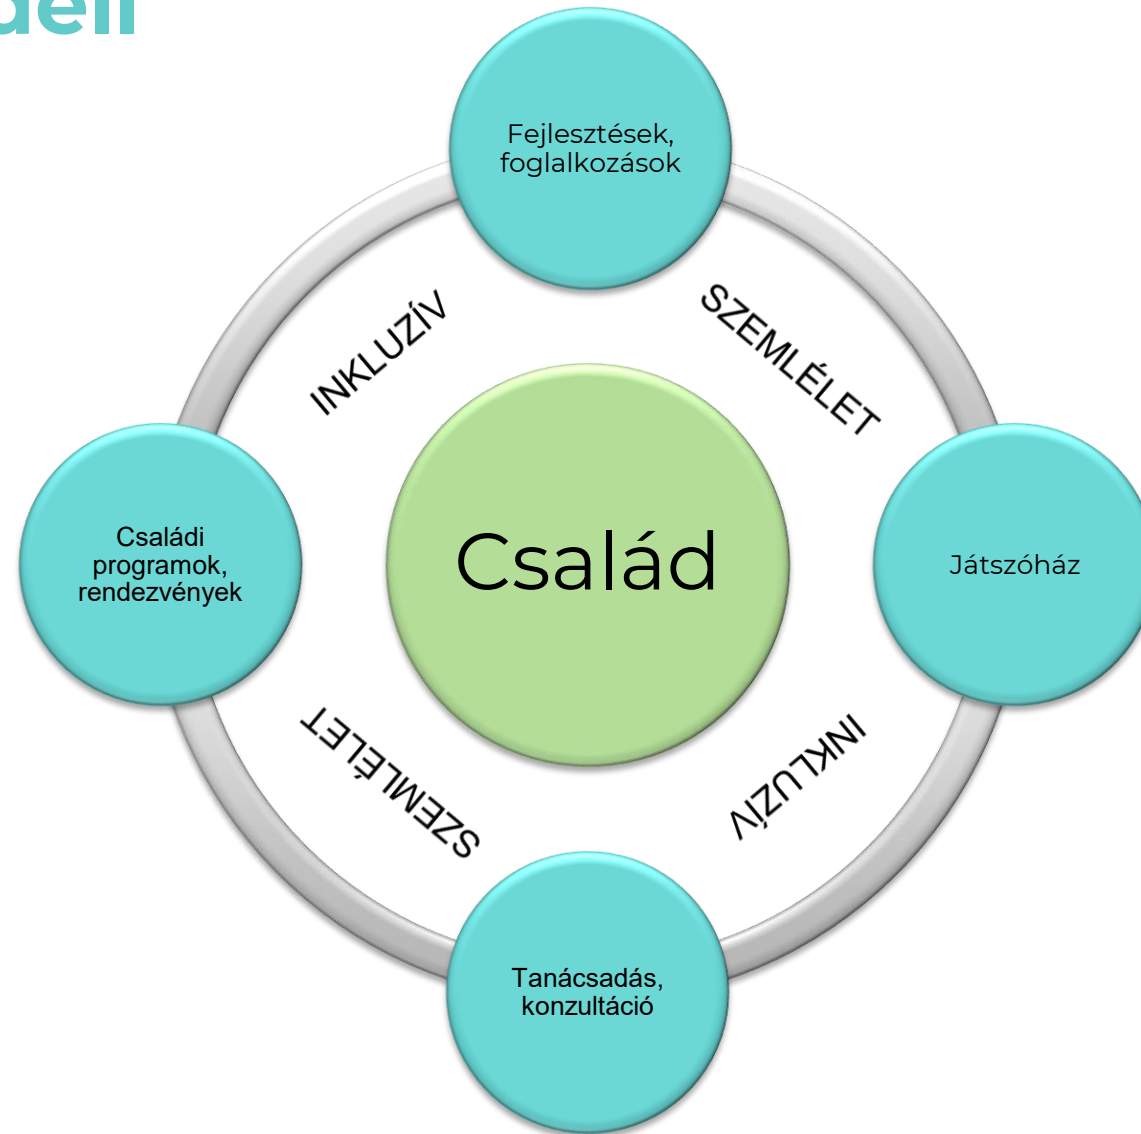 dell
Fejlesztések,
foglalkozások
INKLUZÍV
SZEMLÉLET
Családi
programok,
rendezvények
Család
Játszóház
SZEMLÉLET
INKLUZÍV
Tanácsadás,
konzultáció